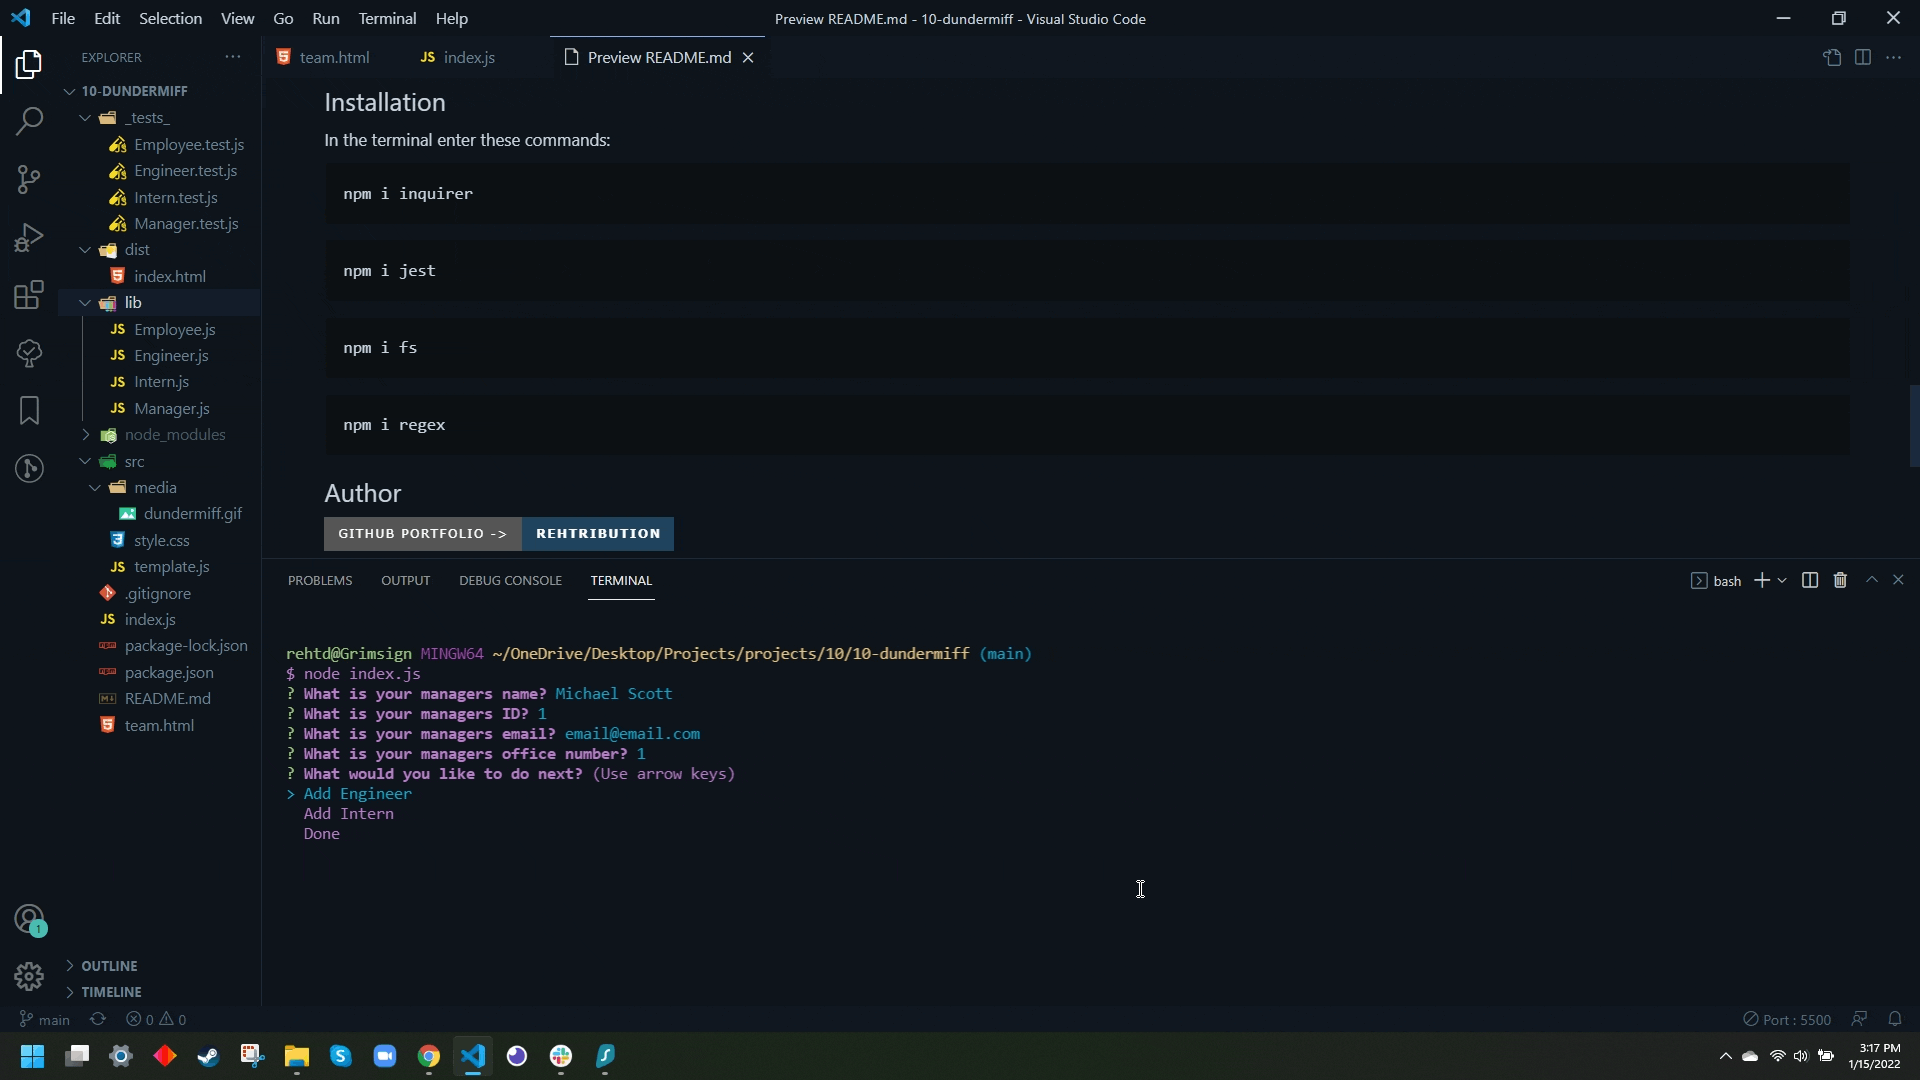 File Edit Selection View Go Run Terminal Help
Preview README.md - 10-dundermiff - Visual Studio Code
EXPLORER
team.html
JS index.js
Preview README.md
10-DUNDERMIFF
_tests_
Employee.test.js
Engineer.test.js
Intern.test.js
Manager.test.js
dist
index.html
lib
JS Employee.js
JS Engineer.js
JS Intern.js
JS Manager.js
node_modules
src
media
dundermiff.gif
style.css
JS template.js
.gitignore
JS index.js
package-lock.json
package.json
README.md
team.html
OUTLINE
TIMELINE
Installation
In the terminal enter these commands:
npm i inquirer
npm i jest
npm i fs
npm i regex
Author
GITHUB PORTFOLIO -> REHTRIBUTION
PROBLEMS OUTPUT DEBUG CONSOLE TERMINAL
bash
rehtd@Grimsign MINGW64 ~/OneDrive/Desktop/Projects/projects/10/10-dundermiff (main)
$ node index.js
? What is your managers name? Michael Scott
? What is your managers ID? 1
? What is your managers email? email@email.com
? What is your managers office number? 1
? What would you like to do next? (Use arrow keys)
> Add Engineer
Add Intern
Done
1
main 0 0
Port : 5500
3:17 PM
1/15/2022